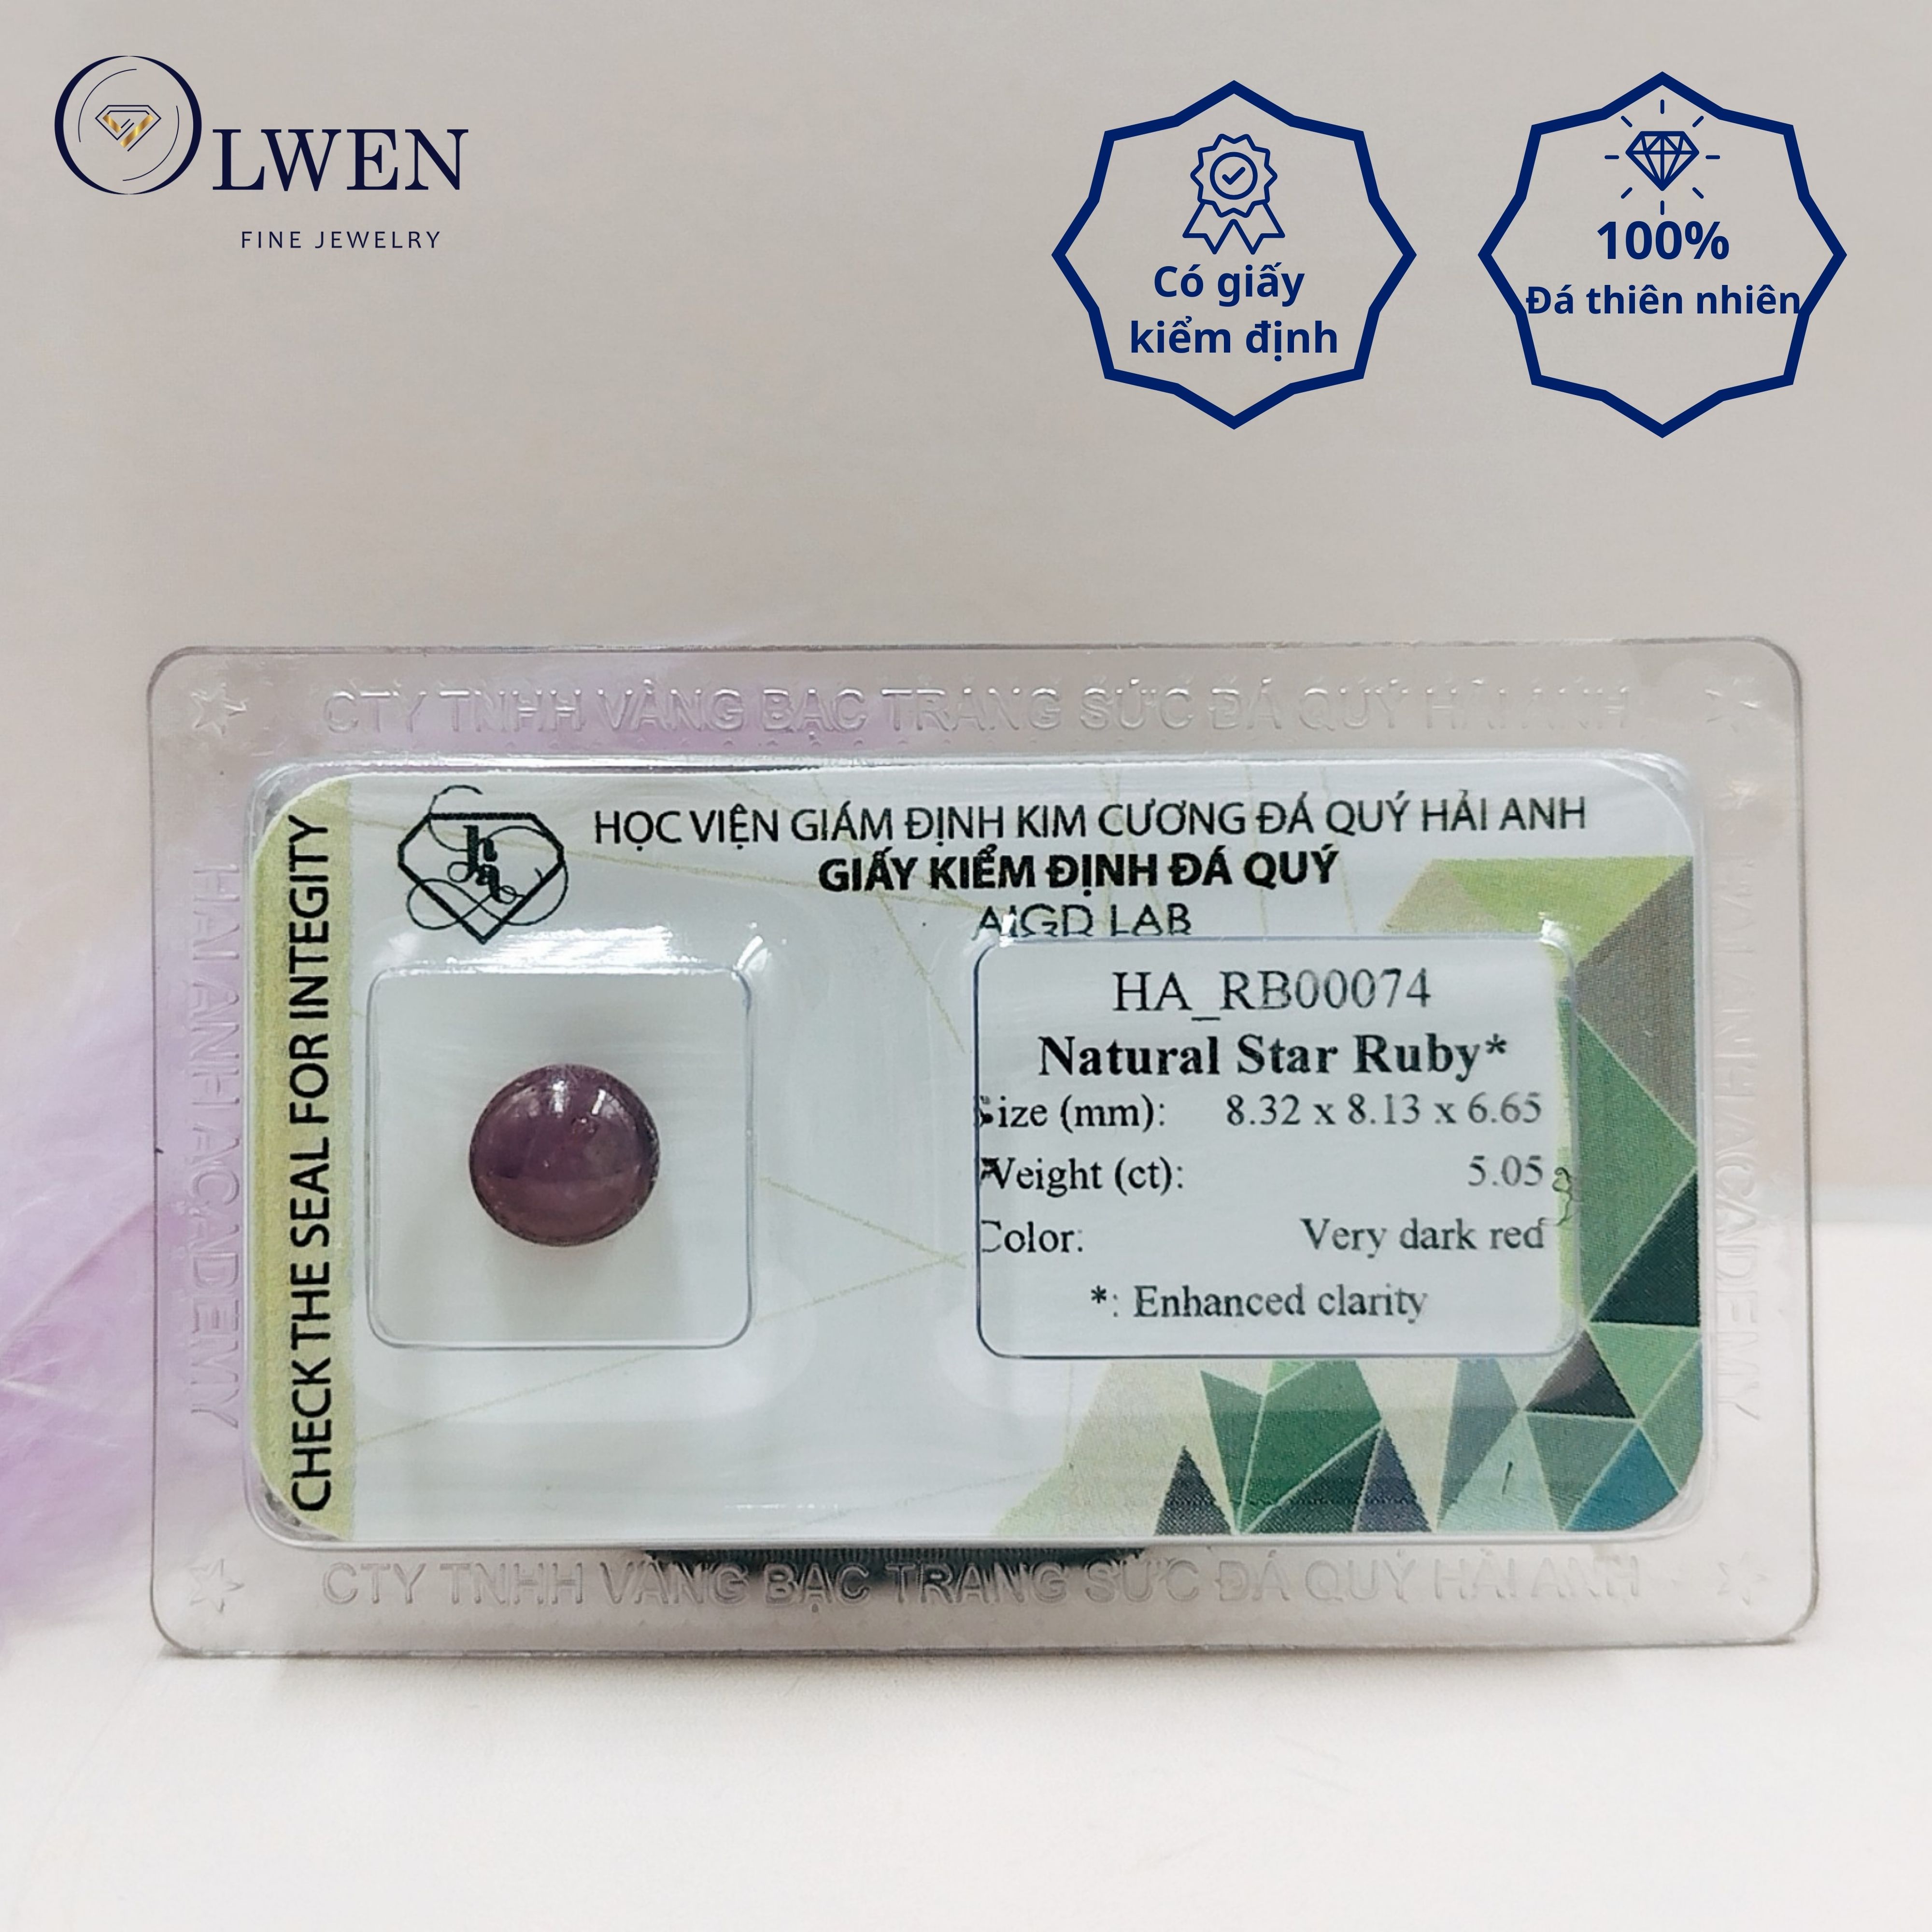 OLWEN
FINE JEWELRY
Có giấy
kiểm định
100%
Đá thiên nhiên
CTY TNHH VÀNG BẠC TRANG SỨC ĐÁ QUÝ HẢI ANH
HẢI ANH ACADEMY
CHECK THE SEAL FOR INTEGITY
ha
HỌC VIỆN GIÁM ĐỊNH KIM CƯƠNG ĐÁ QUÝ HẢI ANH
GIẤY KIỂM ĐỊNH ĐÁ QUÝ
AIGD LAB
HA_RB00074
Natural Star Ruby*
Size (mm): 8.32 x 8.13 x 6.65
Weight (ct): 5.05
Color: Very dark red
*: Enhanced clarity
HẢI ANH ACADEMY
CTY TNHH VÀNG BẠC TRANG SỨC ĐÁ QUÝ HẢI ANH